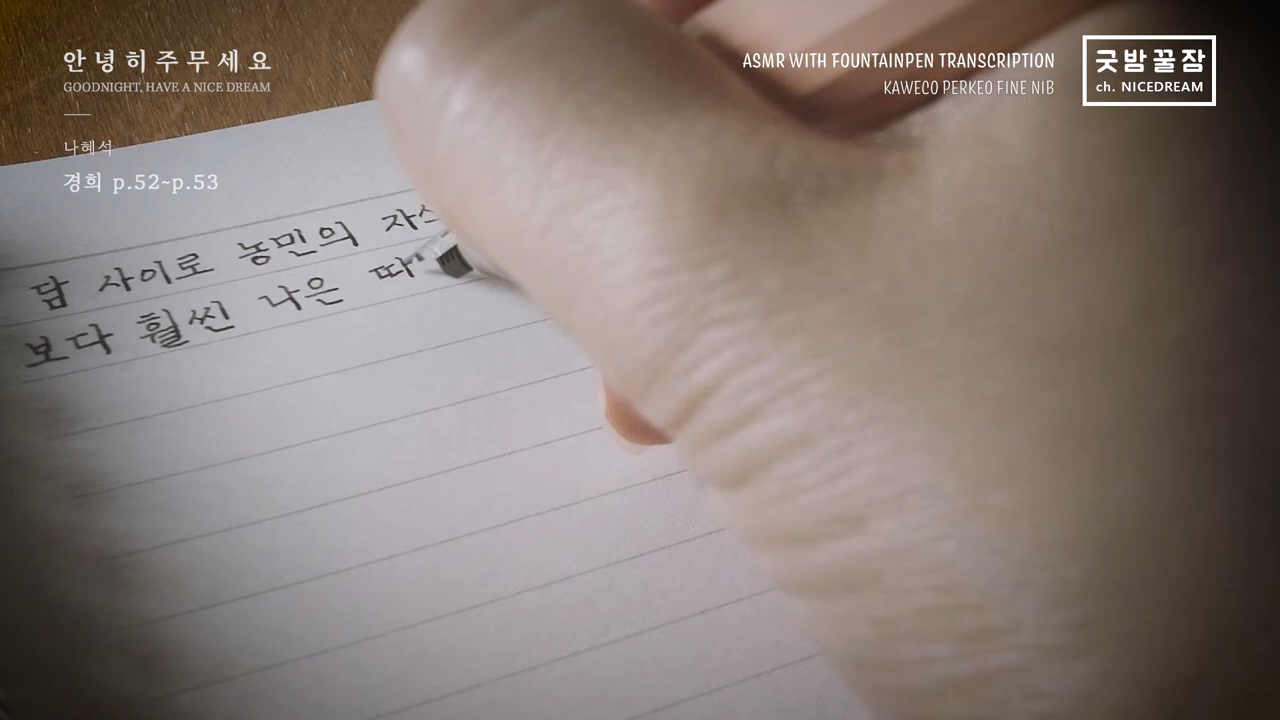 안녕히주무세요
GOODNIGHT, HAVE A NICE DREAM
나혜석
경희 p.52~p.53
ASMR WITH FOUNTAINPEN TRANSCRIPTION
KAWECO PERKEO FINE NIB
굿밤꿀잠
ch. NICEDREAM
담 사이로 농민의
보다 훨씬 나은